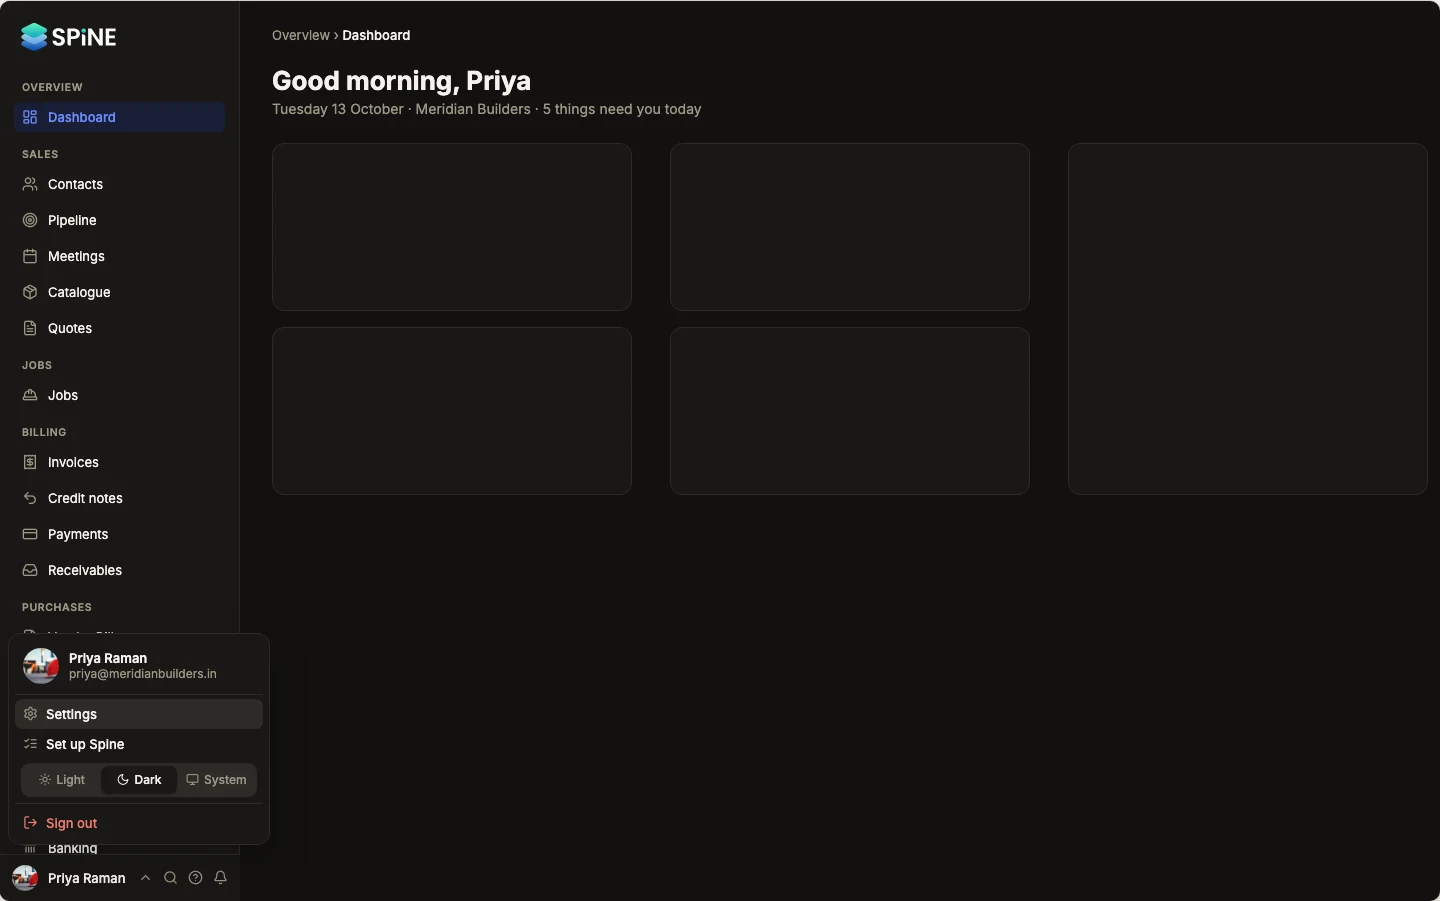 SPiNE
OVERVIEW
Dashboard
SALES
Contacts
Pipeline
Meetings
Catalogue
Quotes
JOBS
Jobs
BILLING
Invoices
Credit notes
Payments
Receivables
PURCHASES
Priya Raman
priya@meridianbuilders.in
Settings
Set up Spine
Light Dark System
Sign out
Banking
Priya Raman
Overview › Dashboard
Good morning, Priya
Tuesday 13 October · Meridian Builders · 5 things need you today